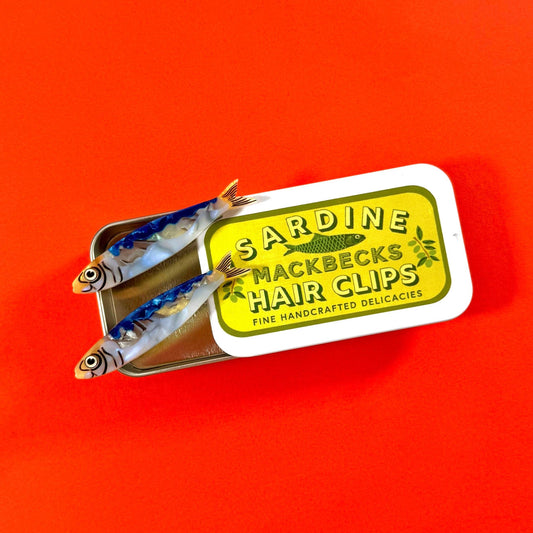 SARDINE
MACKBECKS
HAIR CLIPS
FINE HANDCRAFTED DELICACIES